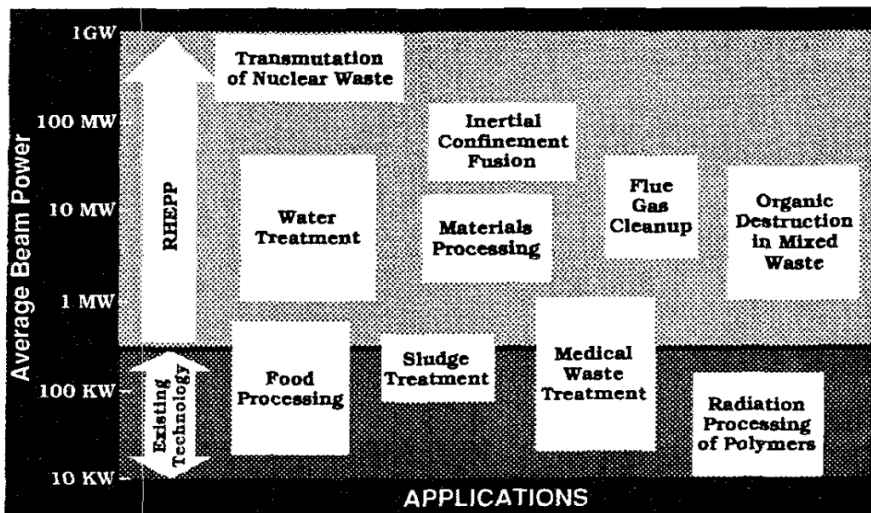 Average Beam Power
1GW
100 MW
10 MW
1 MW
100 KW
10 KW
RHEPP
Existing
Technology
Transmutation
of Nuclear Waste
Inertial
Confinement
Fusion
Water
Treatment
Materials
Processing
Flue
Gas
Cleanup
Organic
Destruction
in Mixed
Waste
Food
Processing
Sludge
Treatment
Medical
Waste
Treatment
Radiation
Processing
of Polymers
APPLICATIONS